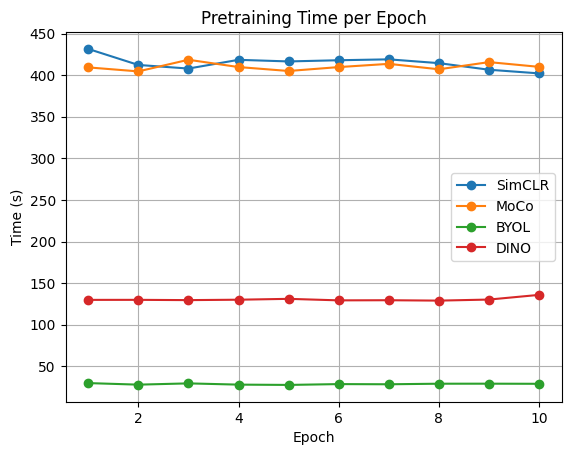 Pretraining Time per Epoch
Time (s)
450
400
350
300
250
200
150
100
50
SimCLR
MoCo
BYOL
DINO
2 4 6 8 10
Epoch